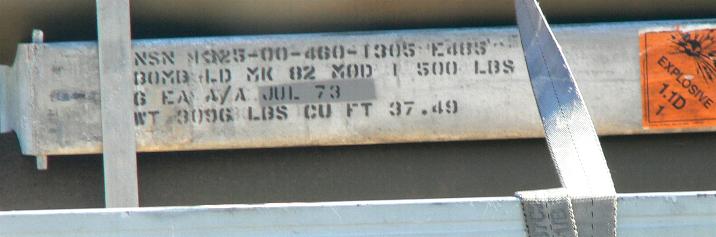 NSN 1325-00-460-1305 E485
BOMB LD MK 82 MOD 1 500 LBS
6 EA A/A JUL 73
WT 3096 LBS CU FT 37.49
EXPLOSIVE
1.1D
1